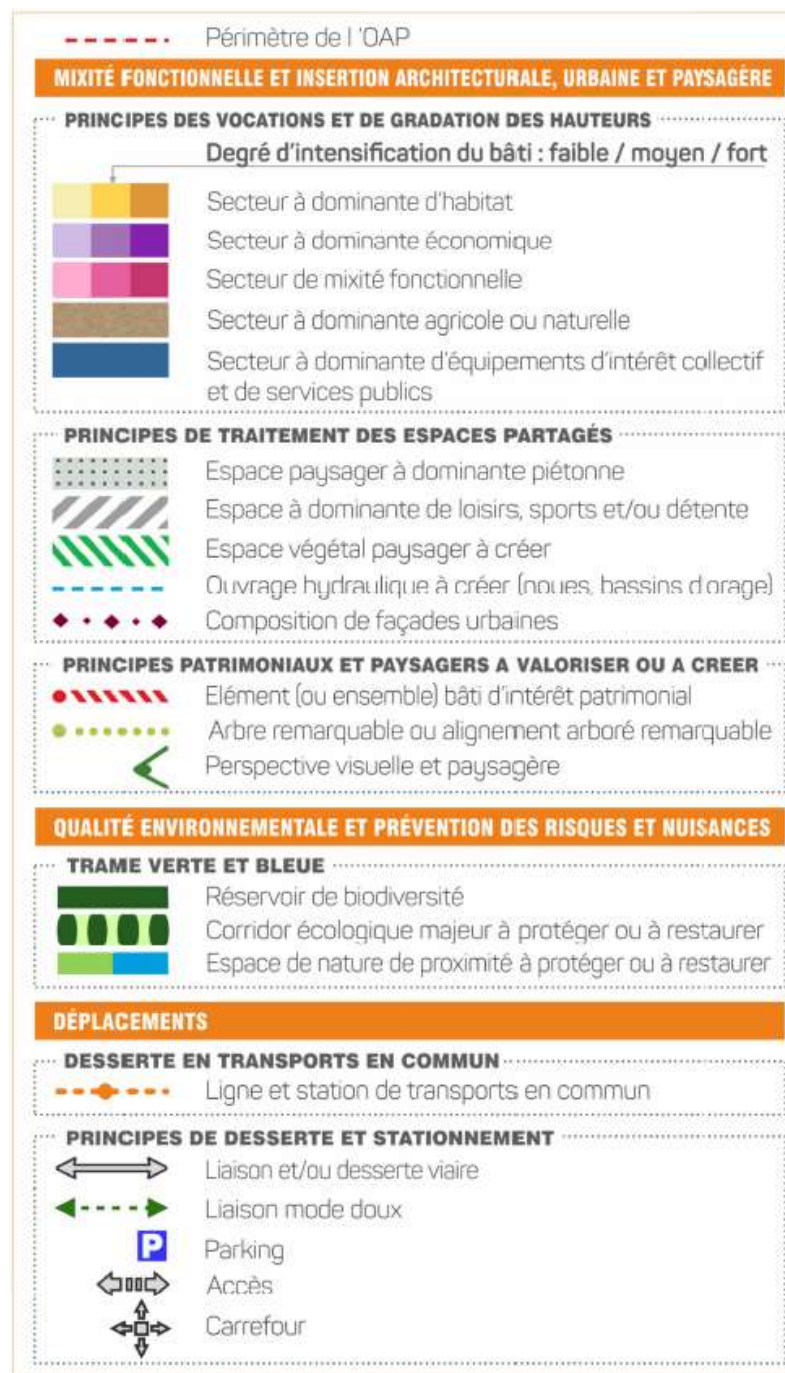 Périmètre de l 'OAP
MIXITÉ FONCTIONNELLE ET INSERTION ARCHITECTURALE, URBAINE ET PAYSAGÈRE
PRINCIPES DES VOCATIONS ET DE GRADATION DES HAUTEURS
Degré d'intensification du bâti : faible / moyen / fort
Secteur à dominante d'habitat
Secteur à dominante économique
Secteur de mixité fonctionnelle
Secteur à dominante agricole ou naturelle
Secteur à dominante d'équipements d'intérêt collectif
et de services publics
PRINCIPES DE TRAITEMENT DES ESPACES PARTAGÉS
Espace paysager à dominante piétonne
Espace à dominante de loisirs, sports et/ou détente
Espace végétal paysager à créer
Ouvrage hydraulique à créer (noues, bassins d'orage)
Composition de façades urbaines
PRINCIPES PATRIMONIAUX ET PAYSAGERS A VALORISER OU A CREER
Elément (ou ensemble) bâti d'intérêt patrimonial
Arbre remarquable ou alignement arboré remarquable
Perspective visuelle et paysagère
QUALITÉ ENVIRONNEMENTALE ET PRÉVENTION DES RISQUES ET NUISANCES
TRAME VERTE ET BLEUE
Réservoir de biodiversité
Corridor écologique majeur à protéger ou à restaurer
Espace de nature de proximité à protéger ou à restaurer
DÉPLACEMENTS
DESSERTE EN TRANSPORTS EN COMMUN
Ligne et station de transports en commun
PRINCIPES DE DESSERTE ET STATIONNEMENT
Liaison et/ou desserte viaire
Liaison mode doux
P Parking
Accès
Carrefour